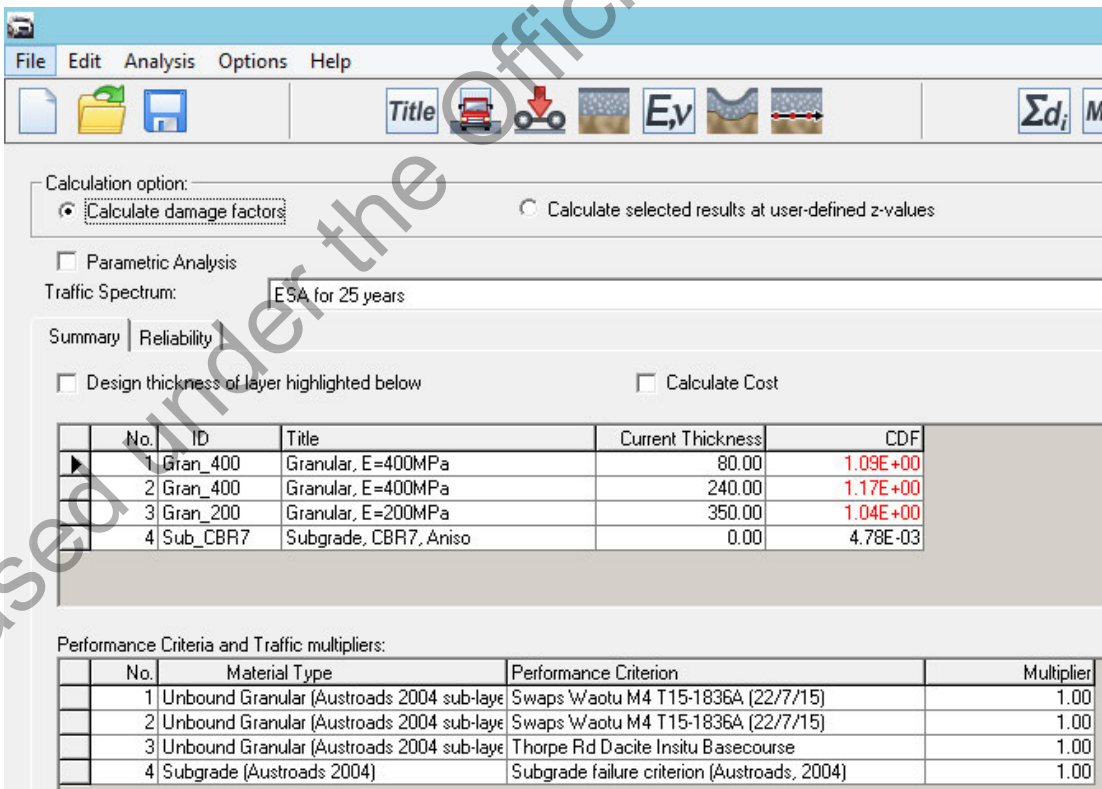 File Edit Analysis Options Help
Title E,ν Σdᵢ M
Calculation option:
Calculate damage factors Calculate selected results at user-defined z-values
Parametric Analysis
Traffic Spectrum: ESA for 25 years
Summary Reliability
Design thickness of layer highlighted below Calculate Cost
No. ID Title Current Thickness CDF
1 Gran_400 Granular, E=400MPa 80.00 1.09E+00
2 Gran_400 Granular, E=400MPa 240.00 1.17E+00
3 Gran_200 Granular, E=200MPa 350.00 1.04E+00
4 Sub_CBR7 Subgrade, CBR7, Aniso 0.00 4.78E-03
Performance Criteria and Traffic multipliers:
No. Material Type Performance Criterion Multiplier
1 Unbound Granular (Austroads 2004 sub-laye Swaps Waotu M4 T15-1836A (22/7/15) 1.00
2 Unbound Granular (Austroads 2004 sub-laye Swaps Waotu M4 T15-1836A (22/7/15) 1.00
3 Unbound Granular (Austroads 2004 sub-laye Thorpe Rd Dacite Insitu Basecourse 1.00
4 Subgrade (Austroads 2004) Subgrade failure criterion (Austroads, 2004) 1.00
sed under the Offic